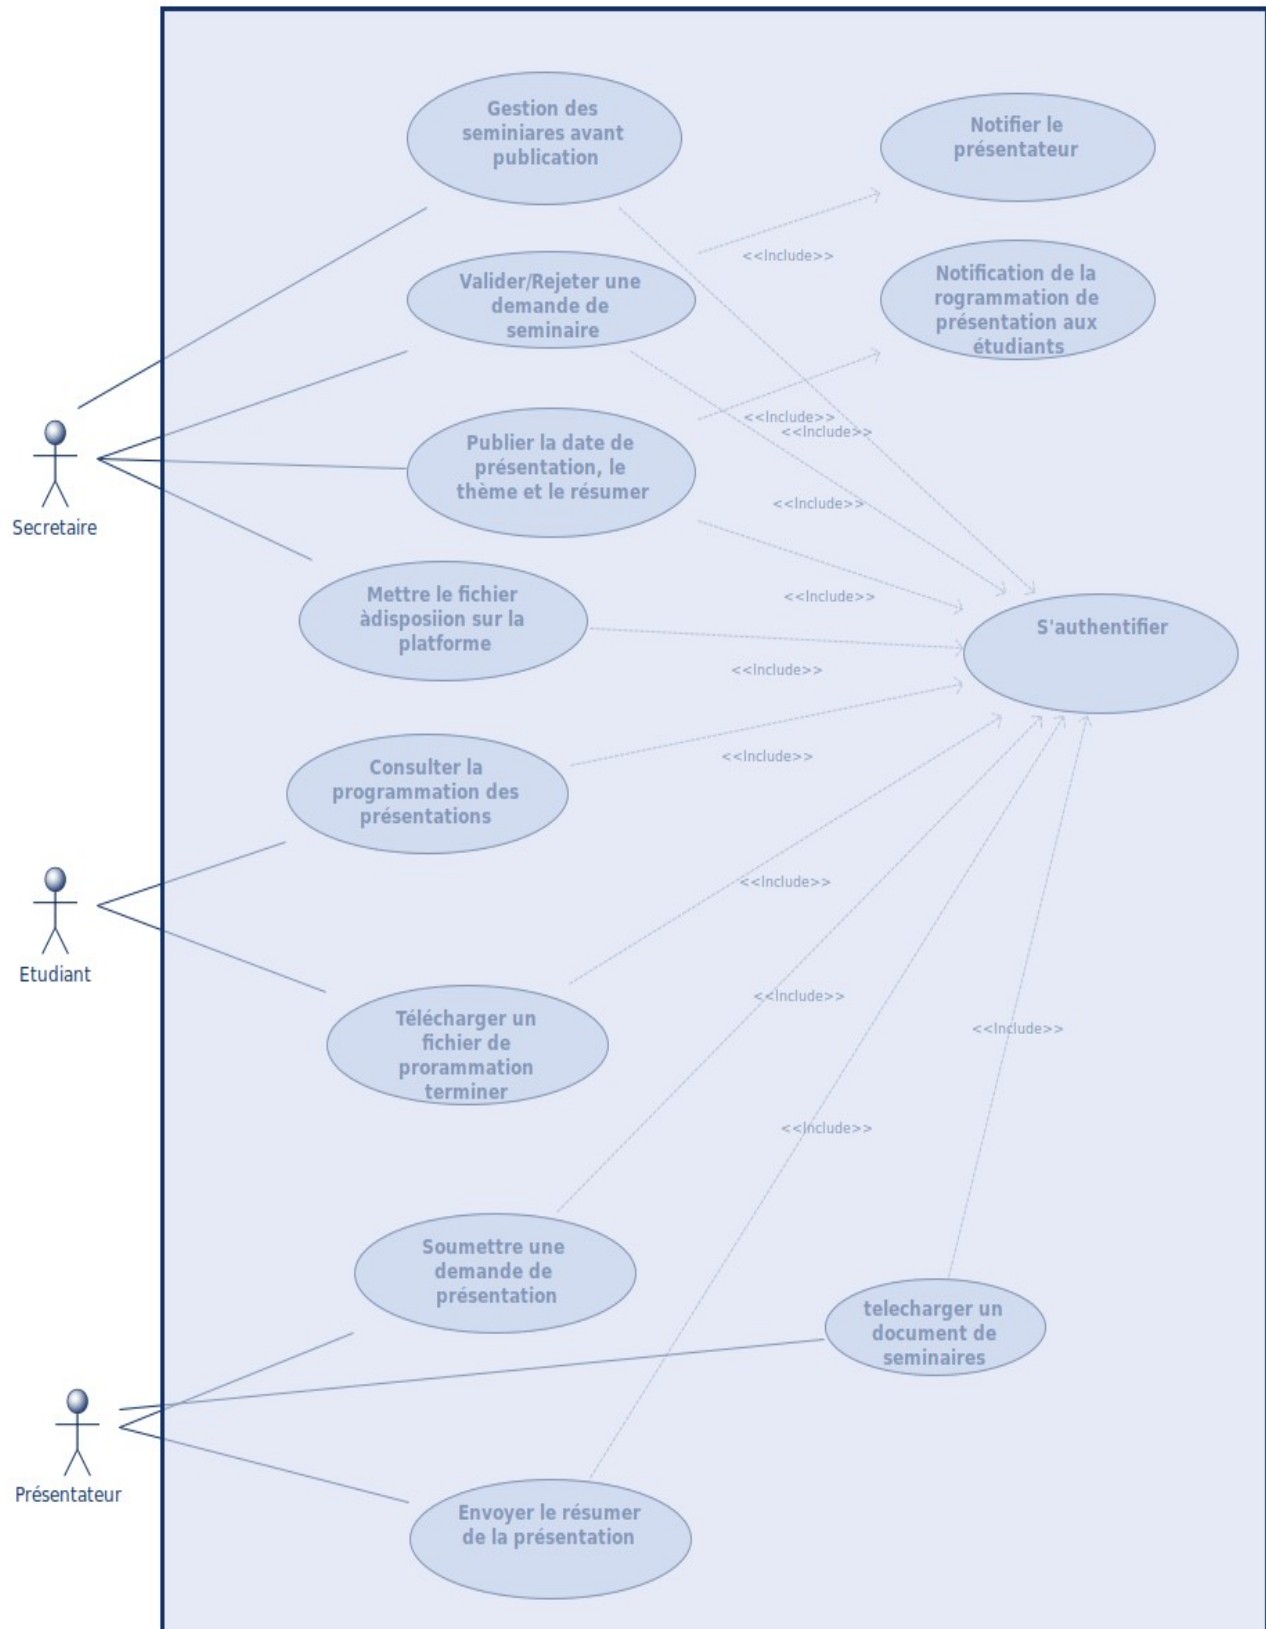 Gestion des
seminiares avant
publication
Notifier le
présentateur
<<Include>>
Valider/Rejeter une
demande de
seminaire
Notification de la
rogrammation de
présentation aux
étudiants
<<Include>>
<<Include>>
Publier la date de
présentation, le
thème et le résumer
<<Include>>
Secretaire
<<Include>>
Mettre le fichier
àdisposiion sur la
platforme
S'authentifier
<<Include>>
<<Include>>
Consulter la
programmation des
présentations
<<Include>>
Etudiant
<<Include>>
Télécharger un
fichier de
prorammation
terminer
<<Include>>
<<Include>>
Soumettre une
demande de
présentation
telecharger un
document de
seminaires
Présentateur
Envoyer le résumer
de la présentation